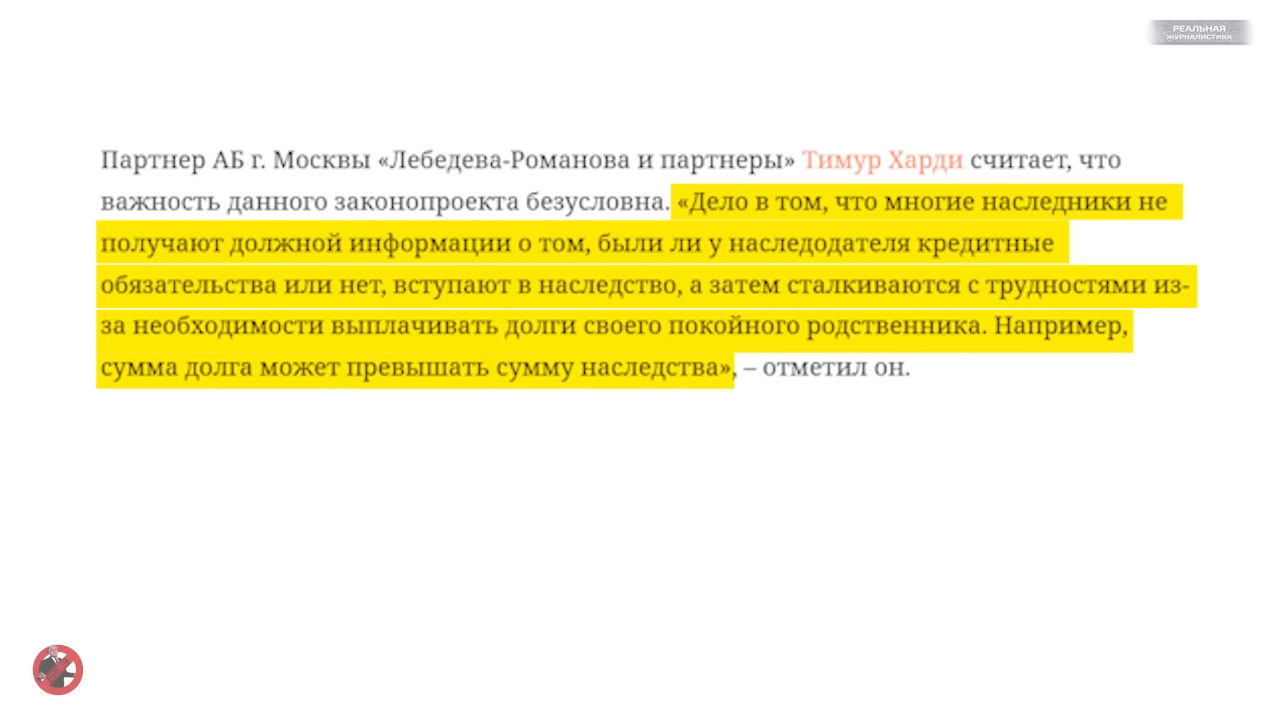 РЕАЛЬНАЯ
ЖУРНАЛИСТИКА
Партнер АБ г. Москвы «Лебедева-Романова и партнеры» Тимур Харди считает, что
важность данного законопроекта безусловна. «Дело в том, что многие наследники не
получают должной информации о том, были ли у наследодателя кредитные
обязательства или нет, вступают в наследство, а затем сталкиваются с трудностями из-
за необходимости выплачивать долги своего покойного родственника. Например,
сумма долга может превышать сумму наследства», – отметил он.